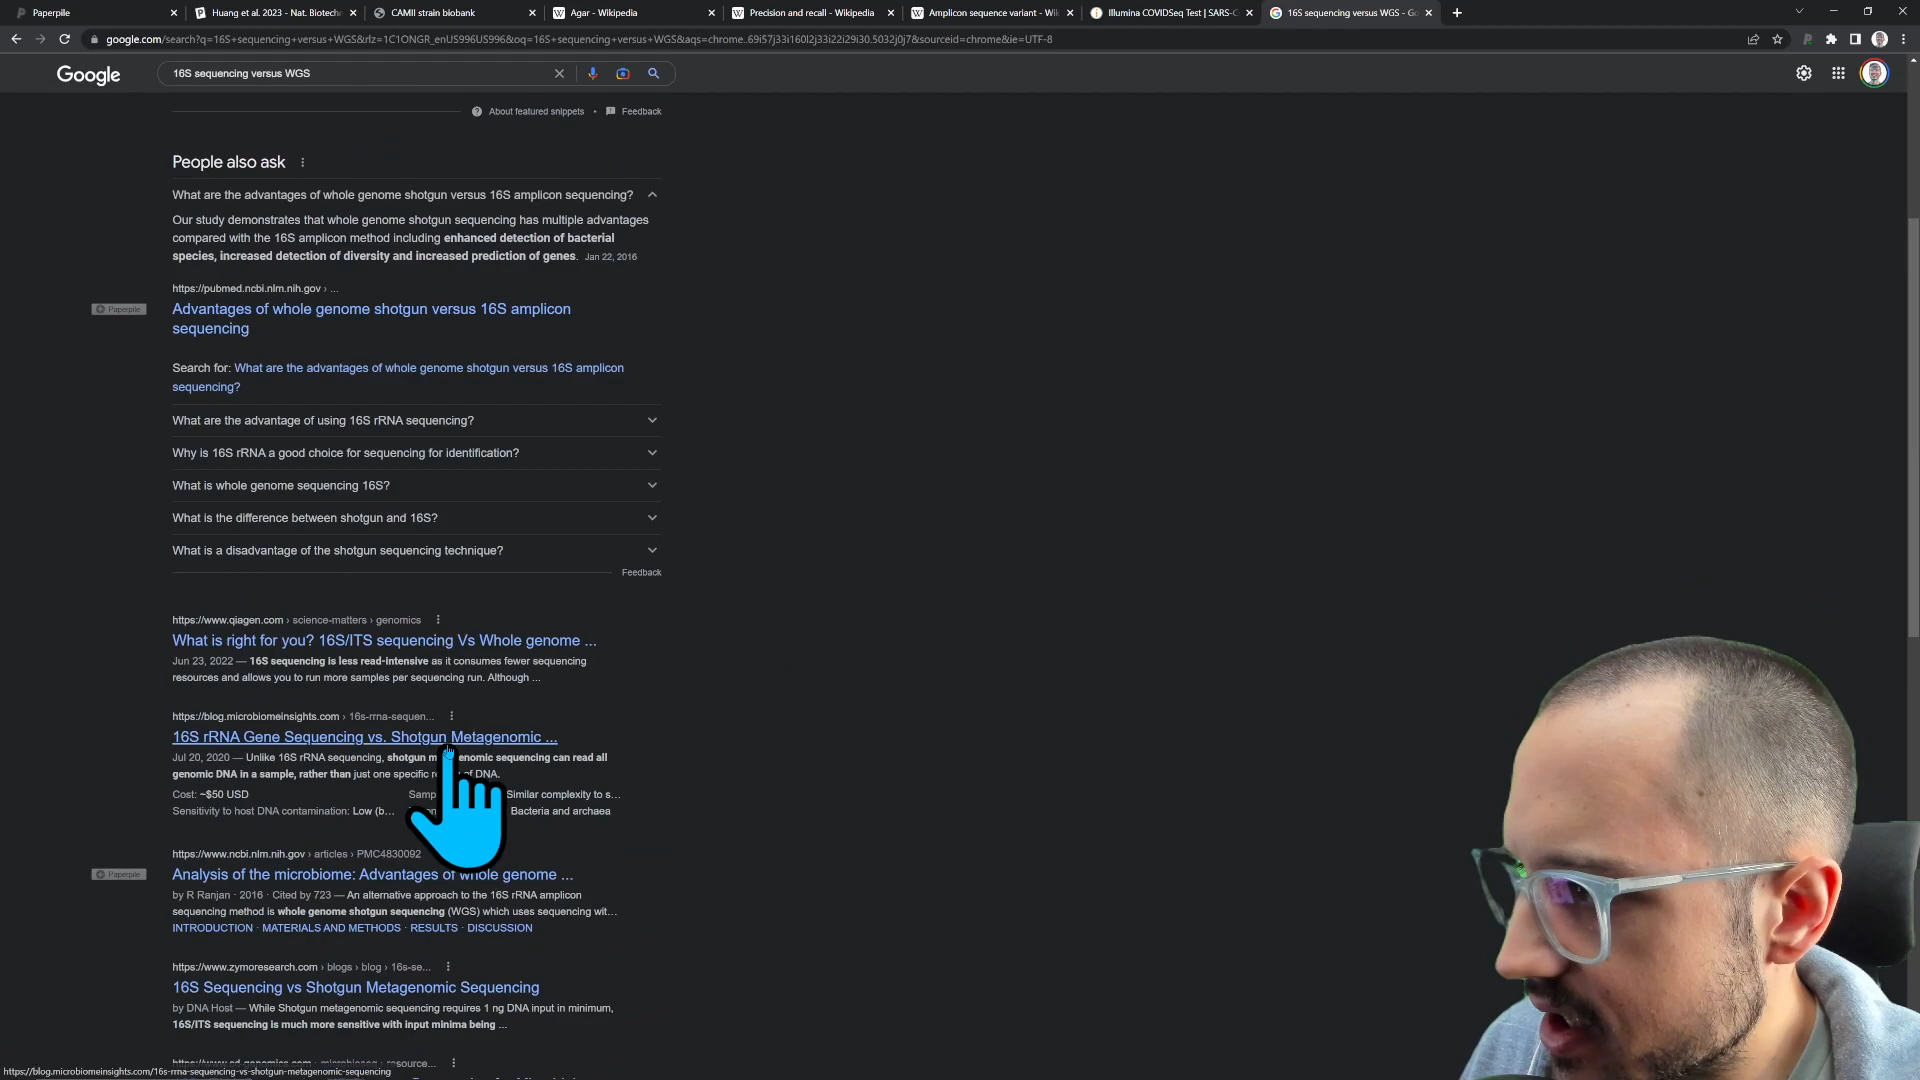 Paperpile
Huang et al. 2023 - Nat. Biotechn
CAMII strain biobank
Agar - Wikipedia
Precision and recall - Wikipedia
Amplicon sequence variant - Wik
Illumina COVIDSeq Test | SARS-C
16S sequencing versus WGS - Go
google.com/search?q=16S+sequencing+versus+WGS&rlz=1C1ONGR_enUS996US996&oq=16S+sequencing+versus+WGS&aqs=chrome..69i57j33i160l2j33i22i29i30.5032j0j7&sourceid=chrome&ie=UTF-8
Google
16S sequencing versus WGS
About featured snippets • Feedback
People also ask
What are the advantages of whole genome shotgun versus 16S amplicon sequencing?
Our study demonstrates that whole genome shotgun sequencing has multiple advantages
compared with the 16S amplicon method including enhanced detection of bacterial
species, increased detection of diversity and increased prediction of genes. Jan 22, 2016
https://pubmed.ncbi.nlm.nih.gov › ...
Paperpile
Advantages of whole genome shotgun versus 16S amplicon
sequencing
Search for: What are the advantages of whole genome shotgun versus 16S amplicon
sequencing?
What are the advantage of using 16S rRNA sequencing?
Why is 16S rRNA a good choice for sequencing for identification?
What is whole genome sequencing 16S?
What is the difference between shotgun and 16S?
What is a disadvantage of the shotgun sequencing technique?
Feedback
https://www.qiagen.com › science-matters › genomics
What is right for you? 16S/ITS sequencing Vs Whole genome ...
Jun 23, 2022 — 16S sequencing is less read-intensive as it consumes fewer sequencing
resources and allows you to run more samples per sequencing run. Although ...
https://blog.microbiomeinsights.com › 16s-rrna-sequen...
16S rRNA Gene Sequencing vs. Shotgun Metagenomic ...
Jul 20, 2020 — Unlike 16S rRNA sequencing, shotgun m enomic sequencing can read all
genomic DNA in a sample, rather than just one specific re of DNA.
Cost: ~$50 USD Samp Similar complexity to s...
Sensitivity to host DNA contamination: Low (b... Bacteria and archaea
https://www.ncbi.nlm.nih.gov › articles › PMC4830092
Paperpile
Analysis of the microbiome: Advantages of whole genome ...
by R Ranjan · 2016 · Cited by 723 — An alternative approach to the 16S rRNA amplicon
sequencing method is whole genome shotgun sequencing (WGS) which uses sequencing wit...
INTRODUCTION · MATERIALS AND METHODS · RESULTS · DISCUSSION
https://www.zymoresearch.com › blogs › blog › 16s-se...
16S Sequencing vs Shotgun Metagenomic Sequencing
by DNA Host — While Shotgun metagenomic sequencing requires 1 ng DNA input in minimum,
16S/ITS sequencing is much more sensitive with input minima being ...
https://blog.microbiomeinsights.com/16s-rrna-sequencing-vs-shotgun-metagenomic-sequencing